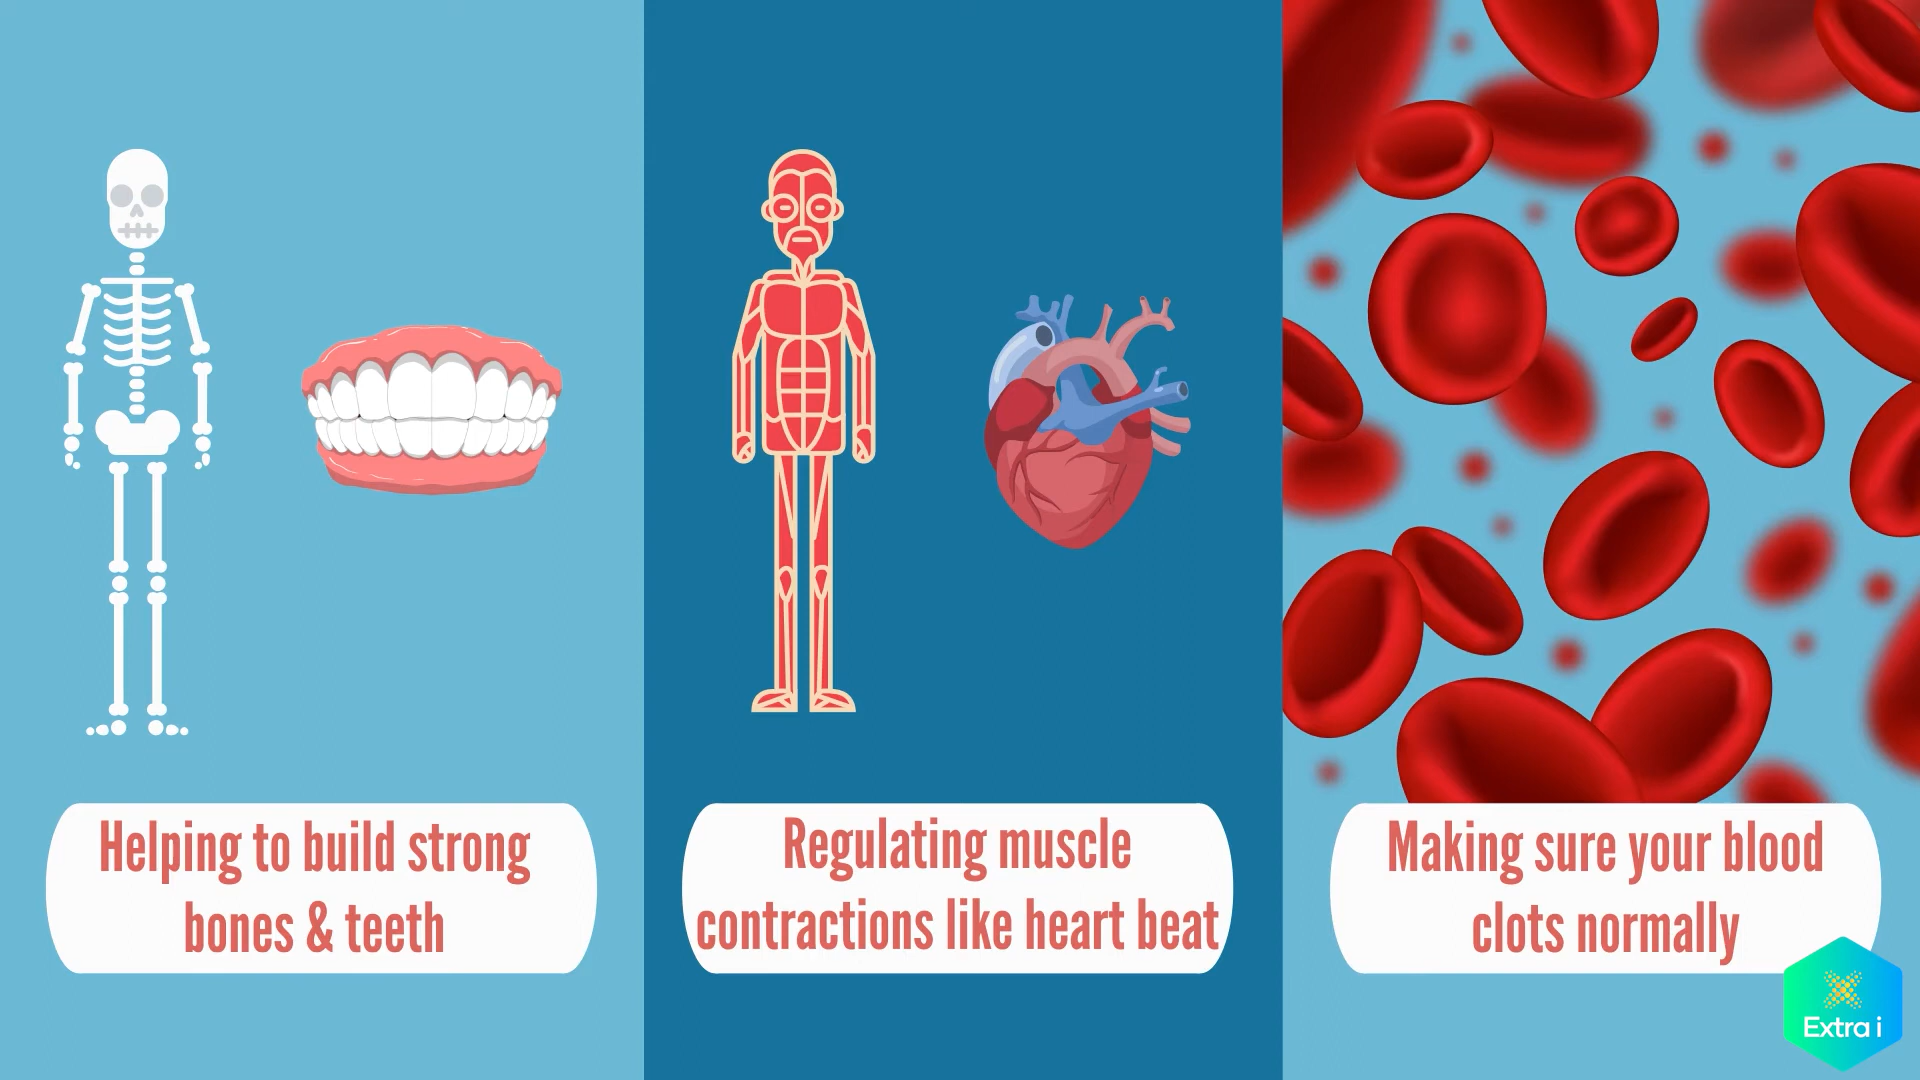 Helping to build strong
bones & teeth
Regulating muscle
contractions like heart beat
Making sure your blood
clots normally
Extra i